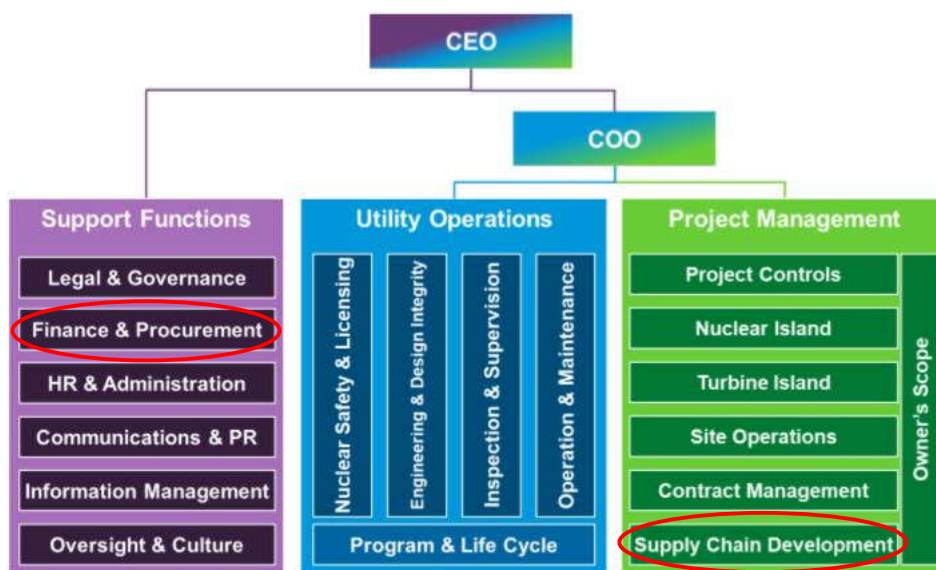 CEO
COO
Support Functions
Legal & Governance
Finance & Procurement
HR & Administration
Communications & PR
Information Management
Oversight & Culture
Utility Operations
Nuclear Safety & Licensing
Engineering & Design Integrity
Inspection & Supervision
Operation & Maintenance
Program & Life Cycle
Project Management
Project Controls
Nuclear Island
Turbine Island
Site Operations
Contract Management
Supply Chain Development
Owner's Scope